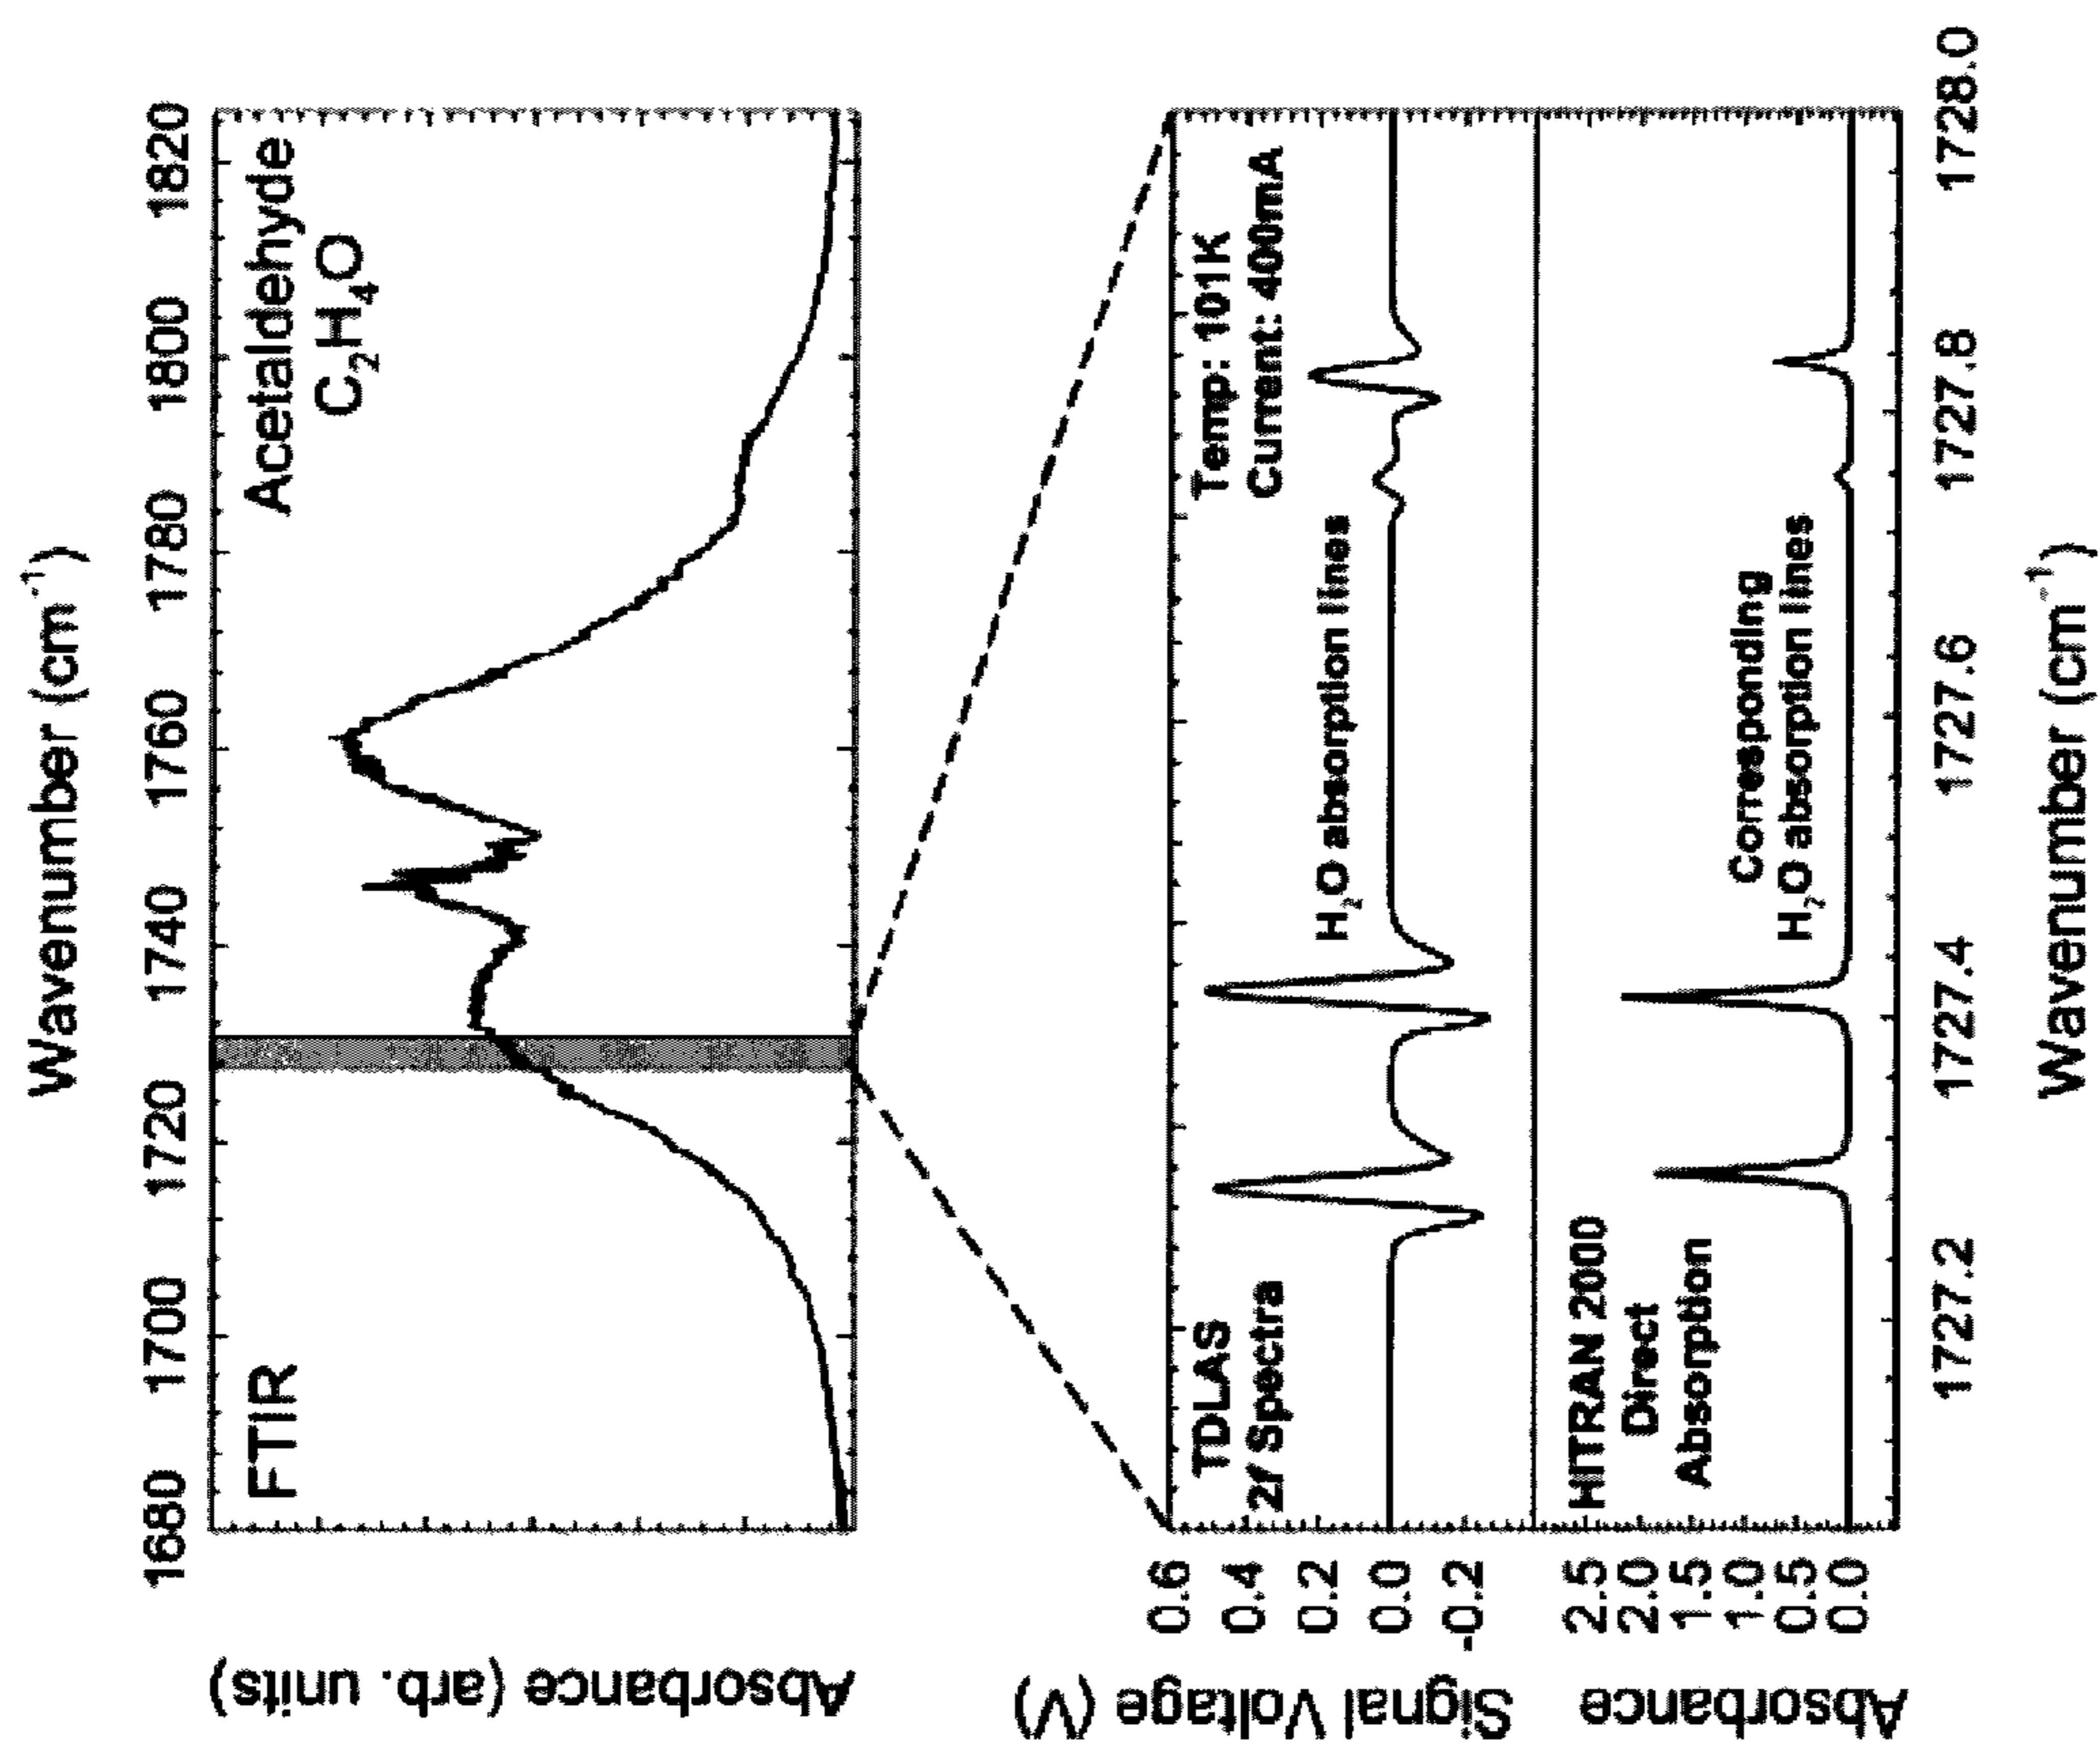 Wavenumber (cm⁻¹)
1680 1700 1720 1740 1760 1780 1800 1820
Absorbance (arb. units)
FTIR
Acetaldehyde
C₂H₄O
Signal Voltage (V)
0.6
0.4
0.2
0.0
-0.2
TDLAS
2f Spectra
H₂O absorption lines
Temp: 101K
Current: 400mA
Absorbance
2.5
2.0
1.5
1.0
0.5
0.0
HITRAN 2000
Direct
Absorption
Corresponding
H₂O absorption lines
1727.2 1727.4 1727.6 1727.8 1728.0
Wavenumber (cm⁻¹)